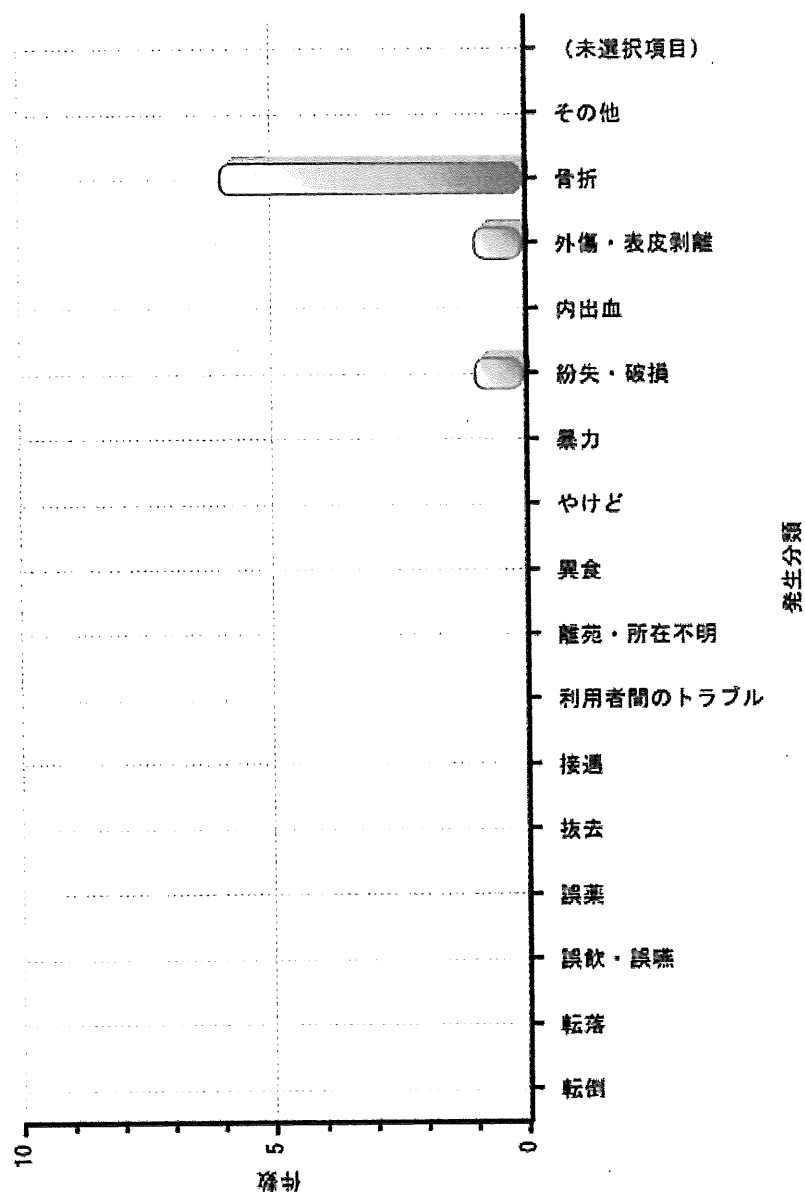 (未選択項目)
その他
骨折
外傷・表皮剥離
内出血
紛失・破損
暴力
やけど
異食
離苑・所在不明
利用者間のトラブル
接遇
抜去
誤薬
誤飲・誤嚥
転落
転倒
発生分類
10
5
0
件数